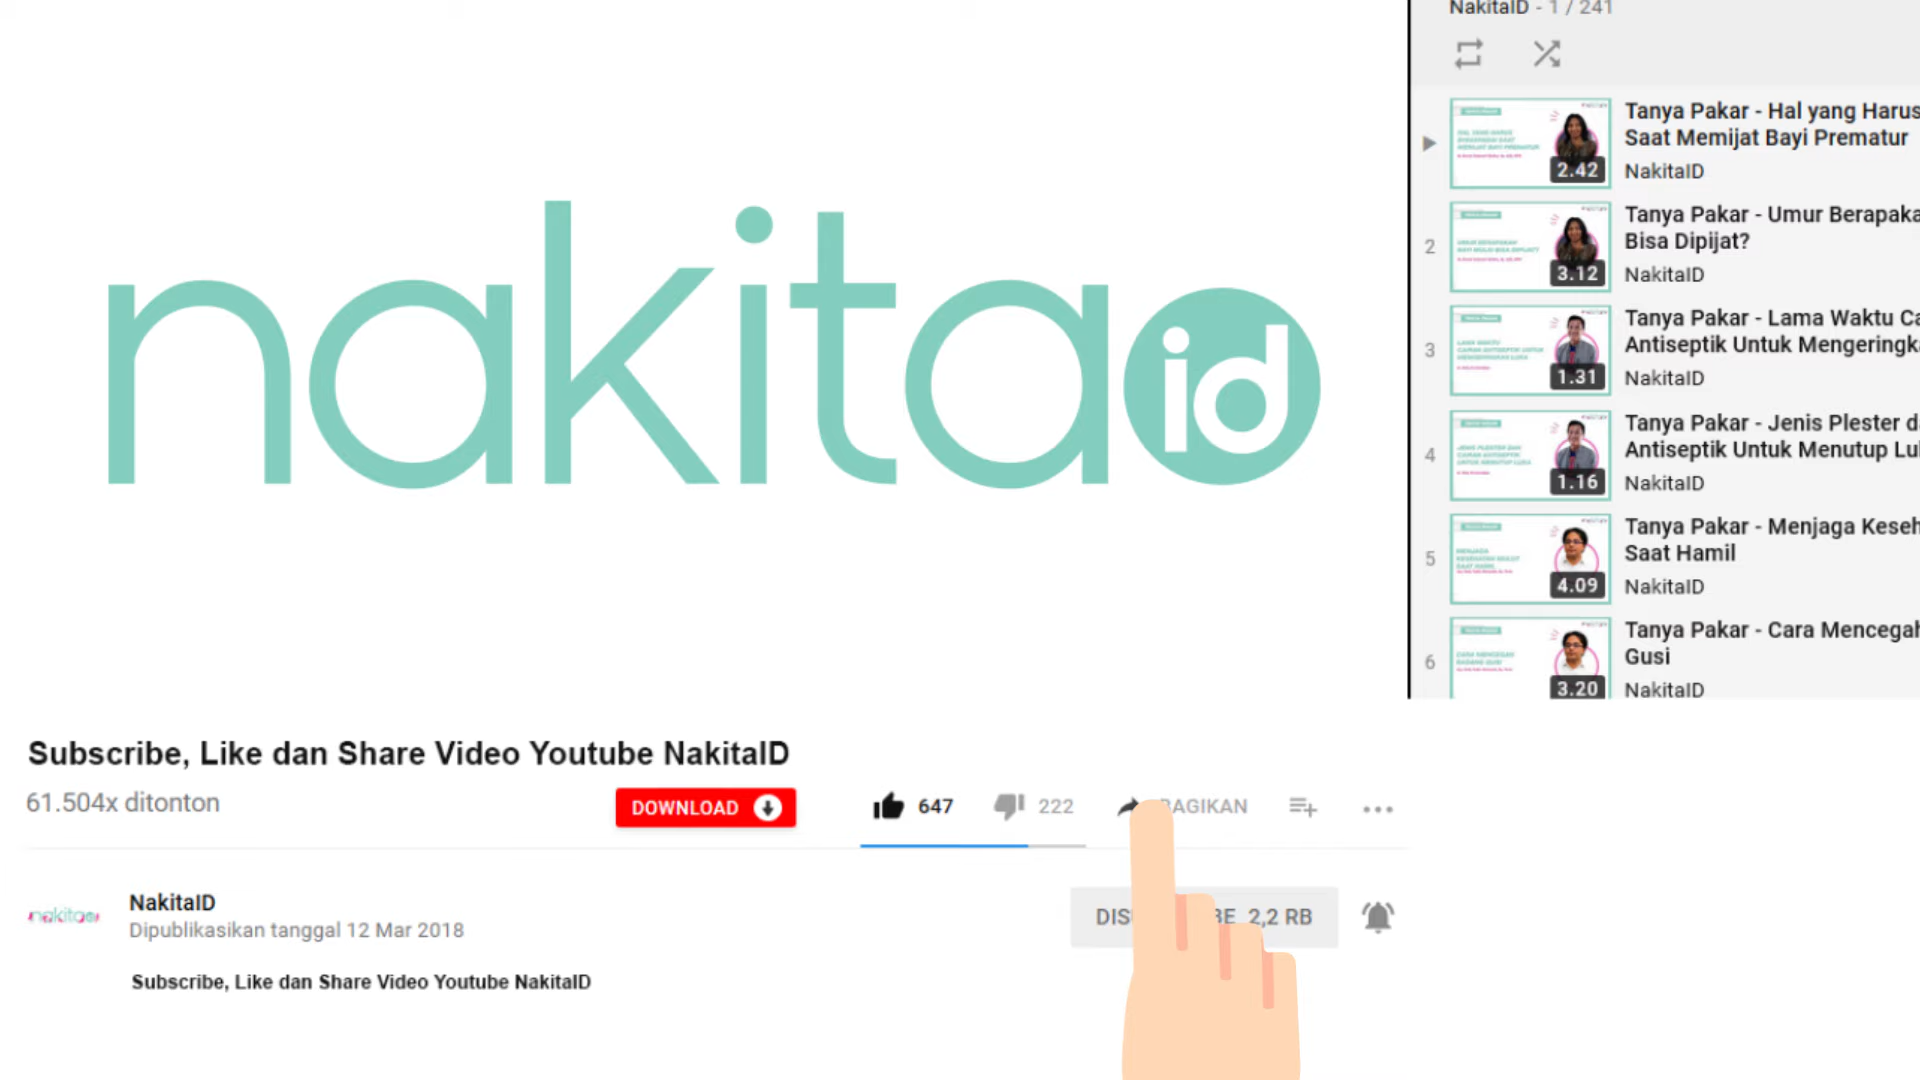 nakita
id
Subscribe, Like dan Share Video Youtube NakitaID
61.504x ditonton
DOWNLOAD
647
222
BAGIKAN
NakitaID
Dipublikasikan tanggal 12 Mar 2018
2,2 RB
Subscribe, Like dan Share Video Youtube NakitaID
NakitaID - 1 / 241
Tanya Pakar - Hal yang Harus
Saat Memijat Bayi Prematur
NakitaID
2.42
2
Tanya Pakar - Umur Berapaka
Bisa Dipijat?
NakitaID
3.12
3
Tanya Pakar - Lama Waktu Ca
Antiseptik Untuk Mengeringka
NakitaID
1.31
4
Tanya Pakar - Jenis Plester da
Antiseptik Untuk Menutup Lu
NakitaID
1.16
5
Tanya Pakar - Menjaga Keseh
Saat Hamil
NakitaID
4.09
6
Tanya Pakar - Cara Mencegah
Gusi
NakitaID
3.20